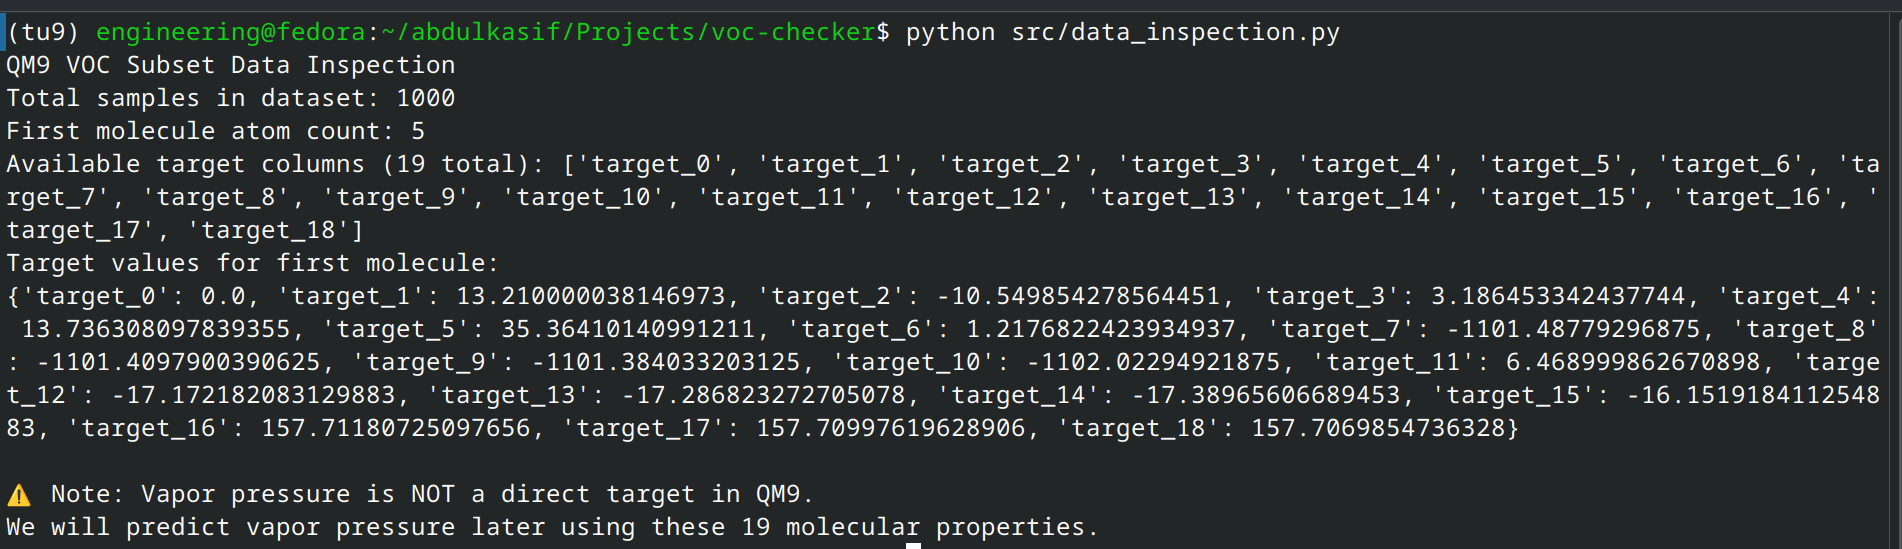 (tu9) engineering@fedora:~/abdulkasif/Projects/voc-checker$ python src/data_inspection.py
QM9 VOC Subset Data Inspection
Total samples in dataset: 1000
First molecule atom count: 5
Available target columns (19 total): ['target_0', 'target_1', 'target_2', 'target_3', 'target_4', 'target_5', 'target_6', 'ta
rget_7', 'target_8', 'target_9', 'target_10', 'target_11', 'target_12', 'target_13', 'target_14', 'target_15', 'target_16', '
target_17', 'target_18']
Target values for first molecule:
{'target_0': 0.0, 'target_1': 13.210000038146973, 'target_2': -10.549854278564451, 'target_3': 3.186453342437744, 'target_4':
 13.736308097839355, 'target_5': 35.36410140991211, 'target_6': 1.2176822423934937, 'target_7': -1101.48779296875, 'target_8'
: -1101.4097900390625, 'target_9': -1101.384033203125, 'target_10': -1102.02294921875, 'target_11': 6.468999862670898, 'targe
t_12': -17.172182083129883, 'target_13': -17.286823272705078, 'target_14': -17.38965606689453, 'target_15': -16.1519184112548
83, 'target_16': 157.71180725097656, 'target_17': 157.70997619628906, 'target_18': 157.7069854736328}
⚠️ Note: Vapor pressure is NOT a direct target in QM9.
We will predict vapor pressure later using these 19 molecular properties.